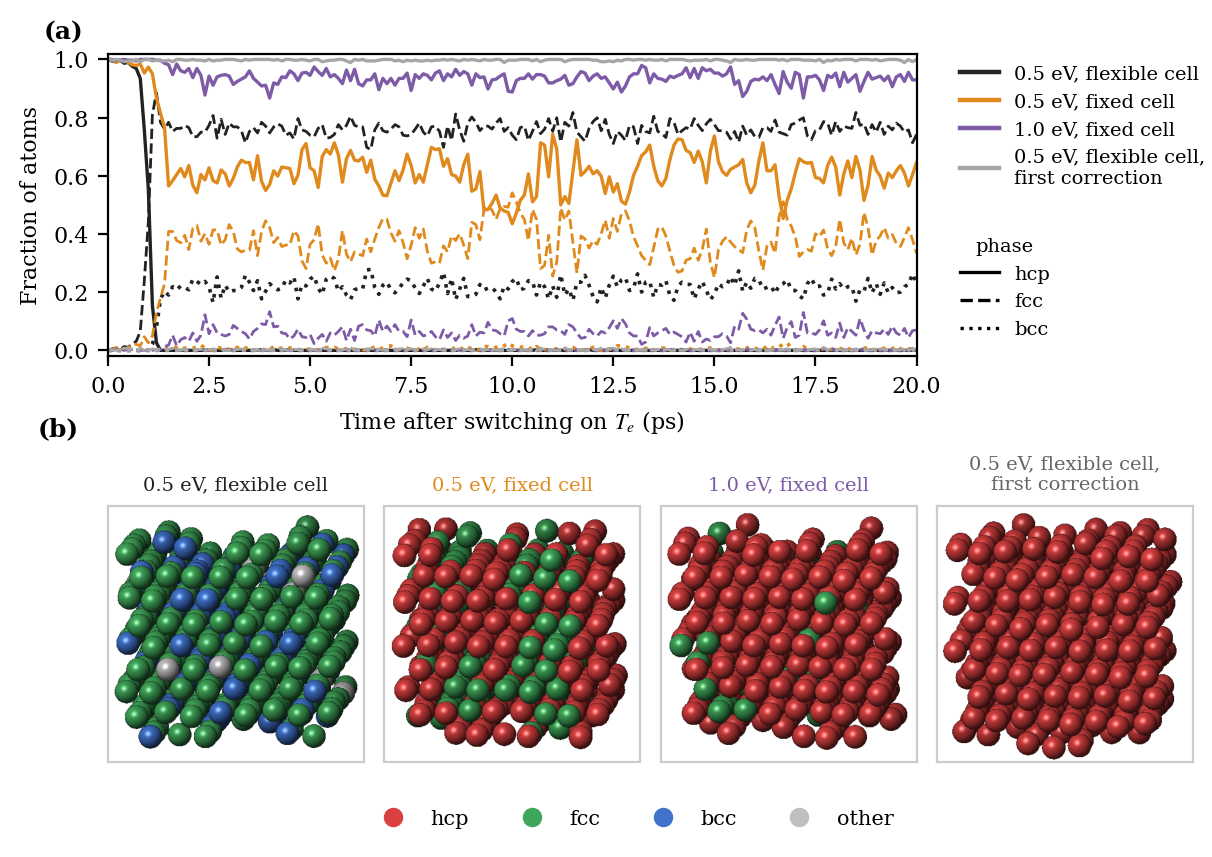 (a)
1.0
0.8
0.6
0.4
0.2
0.0
Fraction of atoms
0.0 2.5 5.0 7.5 10.0 12.5 15.0 17.5 20.0
Time after switching on Te (ps)
0.5 eV, flexible cell
0.5 eV, fixed cell
1.0 eV, fixed cell
0.5 eV, flexible cell,
first correction
phase
hcp
fcc
bcc
(b)
0.5 eV, flexible cell
0.5 eV, fixed cell
1.0 eV, fixed cell
0.5 eV, flexible cell,
first correction
hcp fcc bcc other